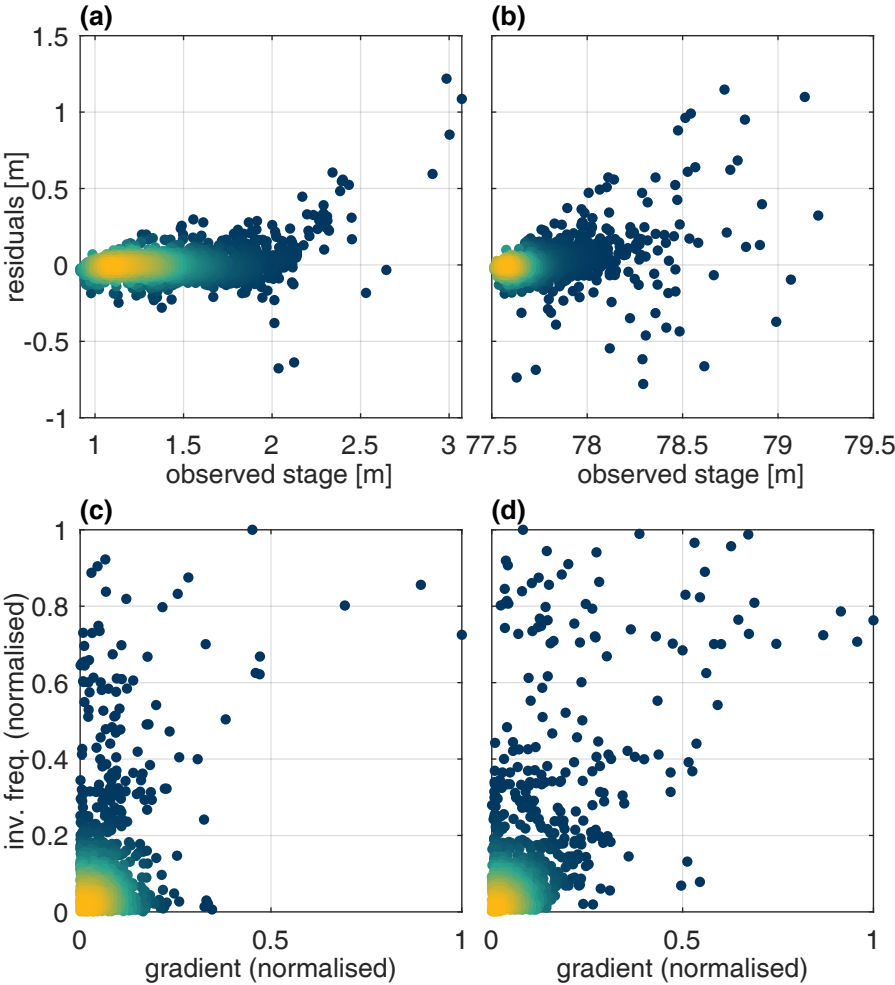 (a) (b)
1.5
1
0.5
0
-0.5
-1
residuals [m]
1 1.5 2 2.5 3 77.5 78 78.5 79 79.5
observed stage [m] observed stage [m]
(c) (d)
1
0.8
0.6
0.4
0.2
0
inv. freq. (normalised)
0 0.5 1 0 0.5 1
gradient (normalised) gradient (normalised)